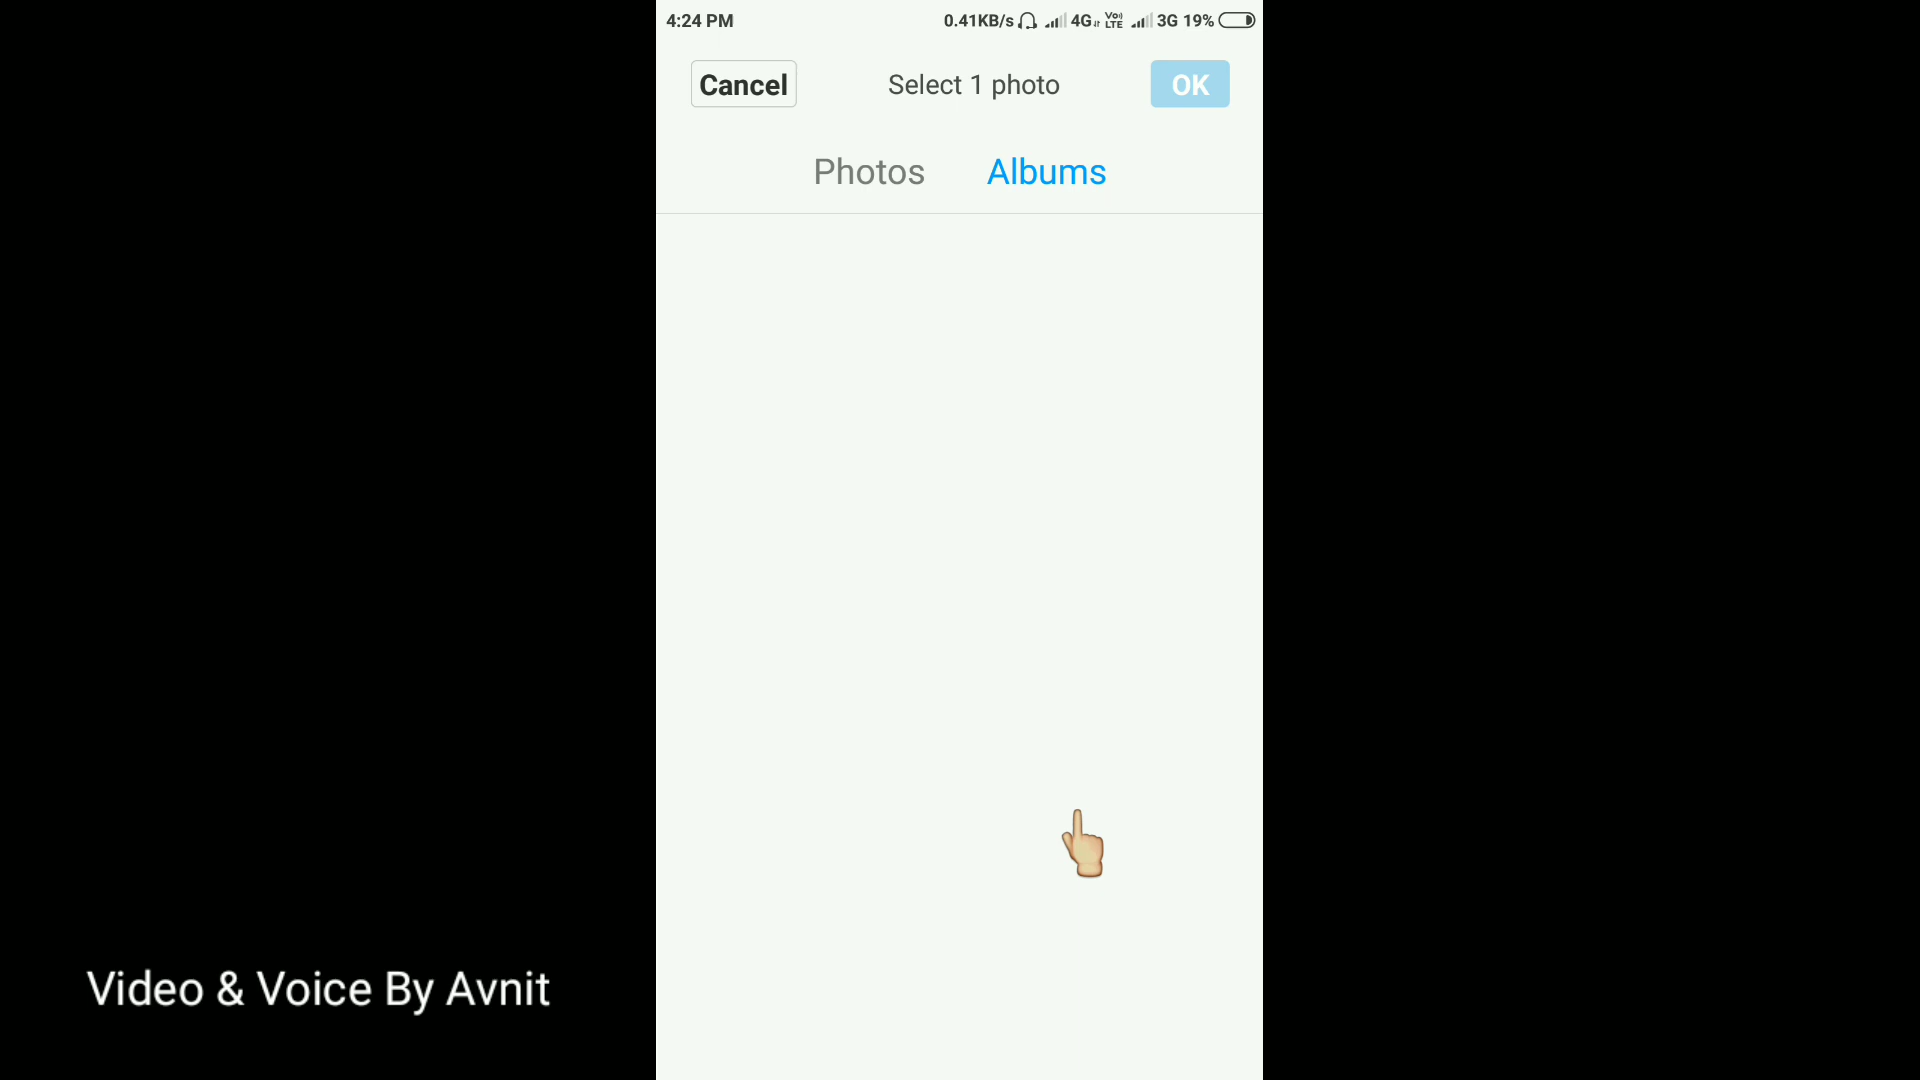 4:24 PM 0.41KB/s 4G VoLTE 3G 19%
Cancel Select 1 photo OK
Photos Albums
Video & Voice By Avnit